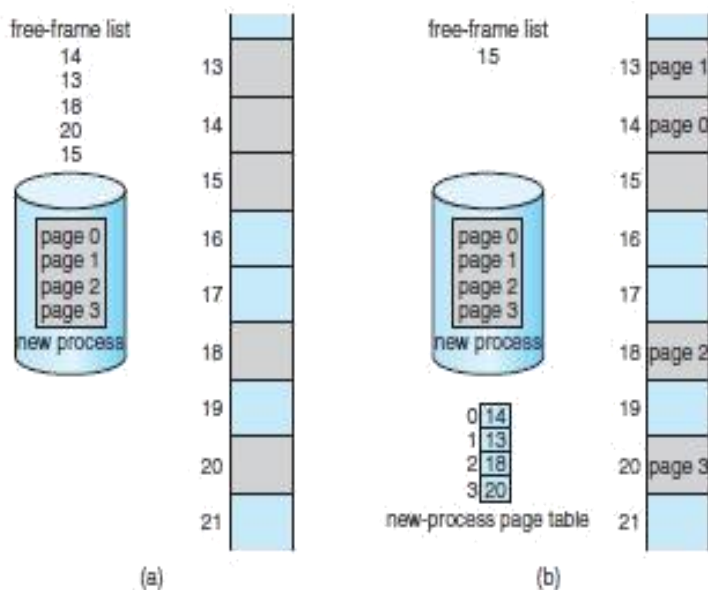 free-frame list
14
13
18
20
15
13
14
15
16
17
18
19
20
21
page 0
page 1
page 2
page 3
new process
(a)
free-frame list
15
13 page 1
14 page 0
15
16
17
18 page 2
19
20 page 3
21
page 0
page 1
page 2
page 3
new process
0 14
1 13
2 18
3 20
new-process page table
(b)